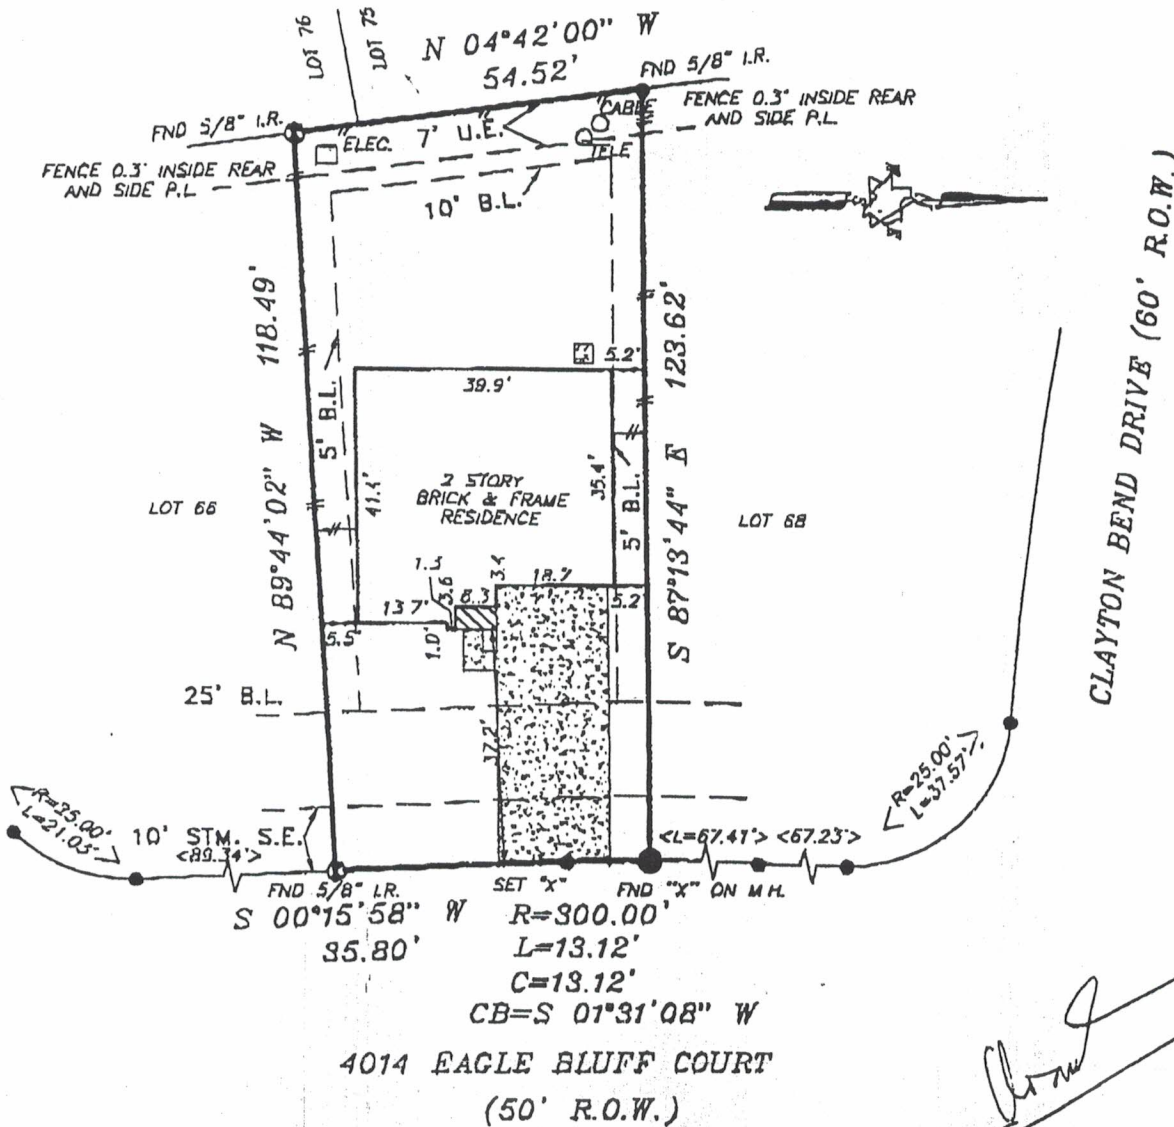 LOT 76
LOT 75
N 04°42'00" W
54.52'
FND 5/8" I.R.
FND 5/8" I.R.
FENCE 0.3' INSIDE REAR
AND SIDE P.L.
CABLE
ELEC.
7' U.E.
TELE
FENCE 0.3' INSIDE REAR
AND SIDE P.L
10' B.L.
CLAYTON BEND DRIVE (60' R.O.W.)
118.49'
N 89°44'02" W
5' B.L.
5.2'
39.9'
123.62'
S 87°13'44" E
41.4'
2 STORY
BRICK & FRAME
RESIDENCE
35.4'
5' B.L.
LOT 66
LOT 68
1.3
3.6
3.4
18.7
8.3
13.7'
5.2'
5.5'
1.0'
25' B.L.
37.2'
R=25.00'
L=21.03'
R=25.00'
L=37.57'
10' STM. S.E.
<89.34'>
<L=67.41'> <67.23'>
FND 5/8" I.R.
SET "X"
FND "X" ON M.H.
S 00°15'58" W
35.80'
R=300.00'
L=13.12'
C=13.12'
CB=S 01°31'08" W
4014 EAGLE BLUFF COURT
(50' R.O.W.)